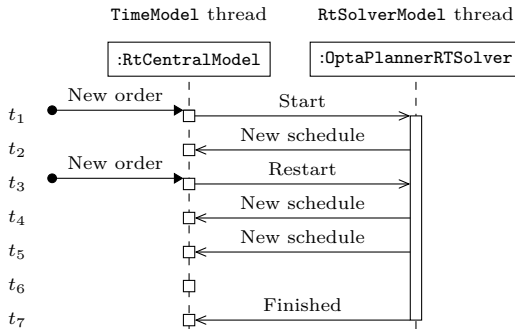 TimeModel thread RtSolverModel thread
:RtCentralModel :OptaPlannerRTSolver
New order Start
t1
New schedule
t2
New order Restart
t3
New schedule
t4
New schedule
t5
t6
Finished
t7